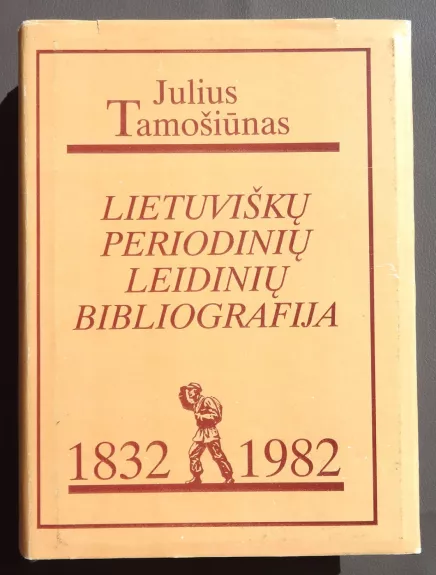 Julius
Tamošiūnas
LIETUVIŠKŲ
PERIODINIŲ
LEIDINIŲ
BIBLIOGRAFIJA
1832 1982